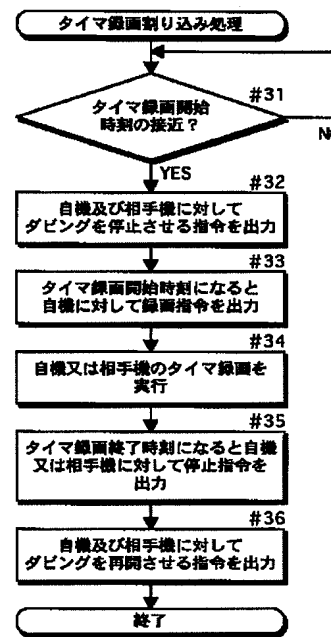 タイマ録画割り込み処理
#31
タイマ録画開始
時刻の接近？
YES
#32
自機及び相手機に対して
ダビングを停止させる指令を出力
#33
タイマ録画開始時刻になると
自機に対して録画指令を出力
#34
自機又は相手機のタイマ録画を
実行
#35
タイマ録画終了時刻になると自機
又は相手機に対して停止指令を
出力
#36
自機及び相手機に対して
ダビングを再開させる指令を出力
終了